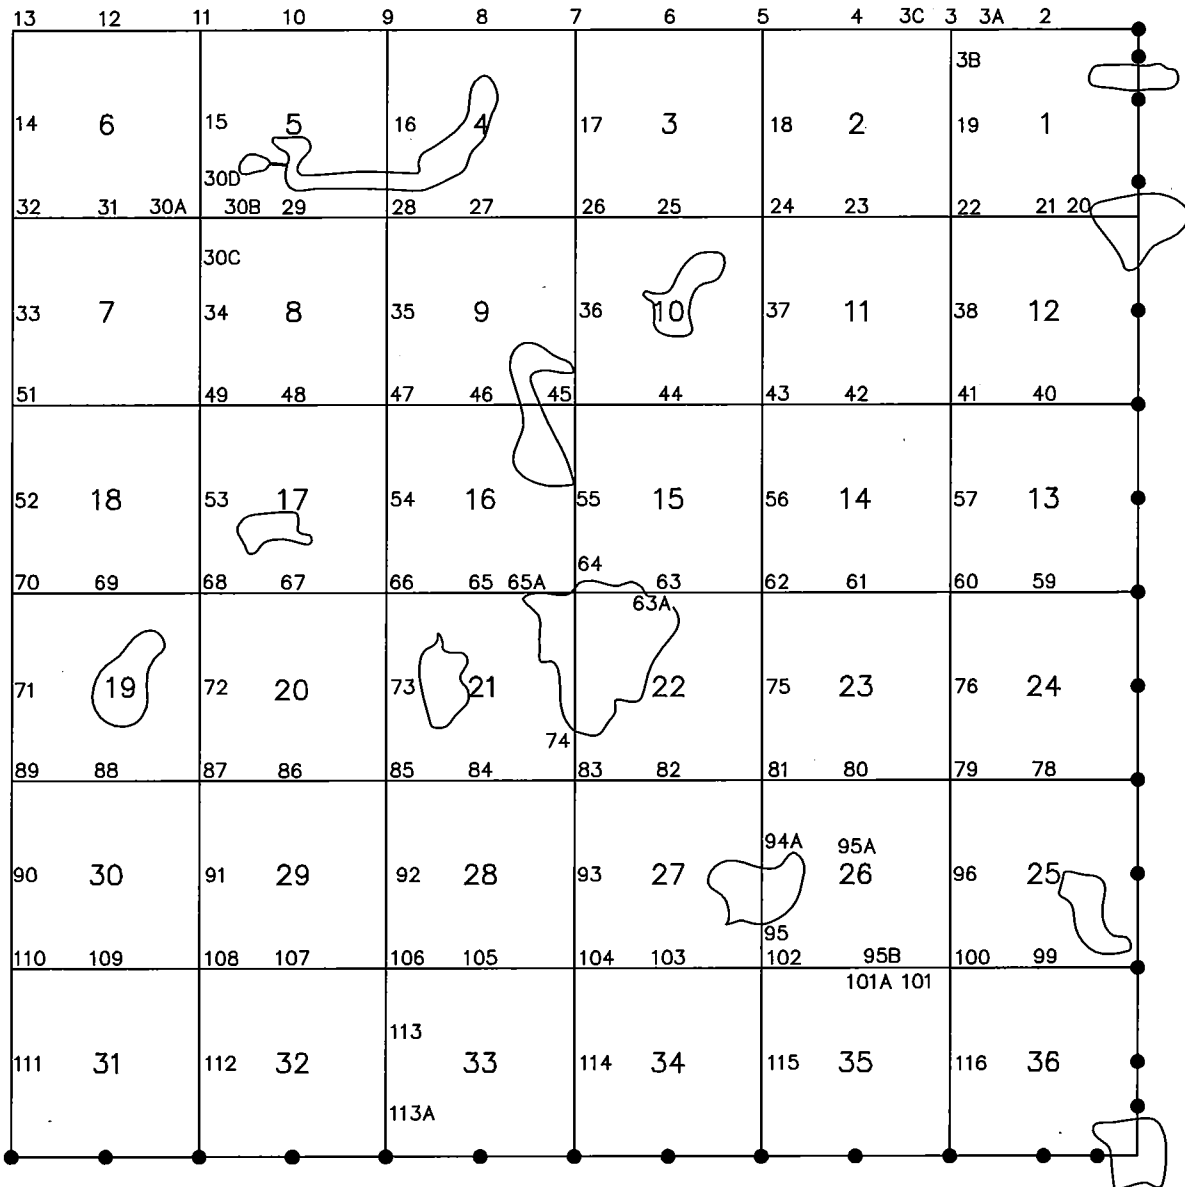 13 12 11 10 9 8 7 6 5 4 3C 3 3A 2
3B
14 6 15 5 16 4 17 3 18 2 19 1
30D
32 31 30A 30B 29 28 27 26 25 24 23 22 21 20
30C
33 7 34 8 35 9 36 10 37 11 38 12
51 49 48 47 46 45 44 43 42 41 40
52 18 53 17 54 16 55 15 56 14 57 13
64
70 69 68 67 66 65 65A 63 62 61 60 59
63A
71 19 72 20 73 21 22 75 23 76 24
74
89 88 87 86 85 84 83 82 81 80 79 78
94A 95A
90 30 91 29 92 28 93 27 26 96 25
95
110 109 108 107 106 105 104 103 102 95B 100 99
101A 101
113
111 31 112 32 33 114 34 115 35 116 36
113A